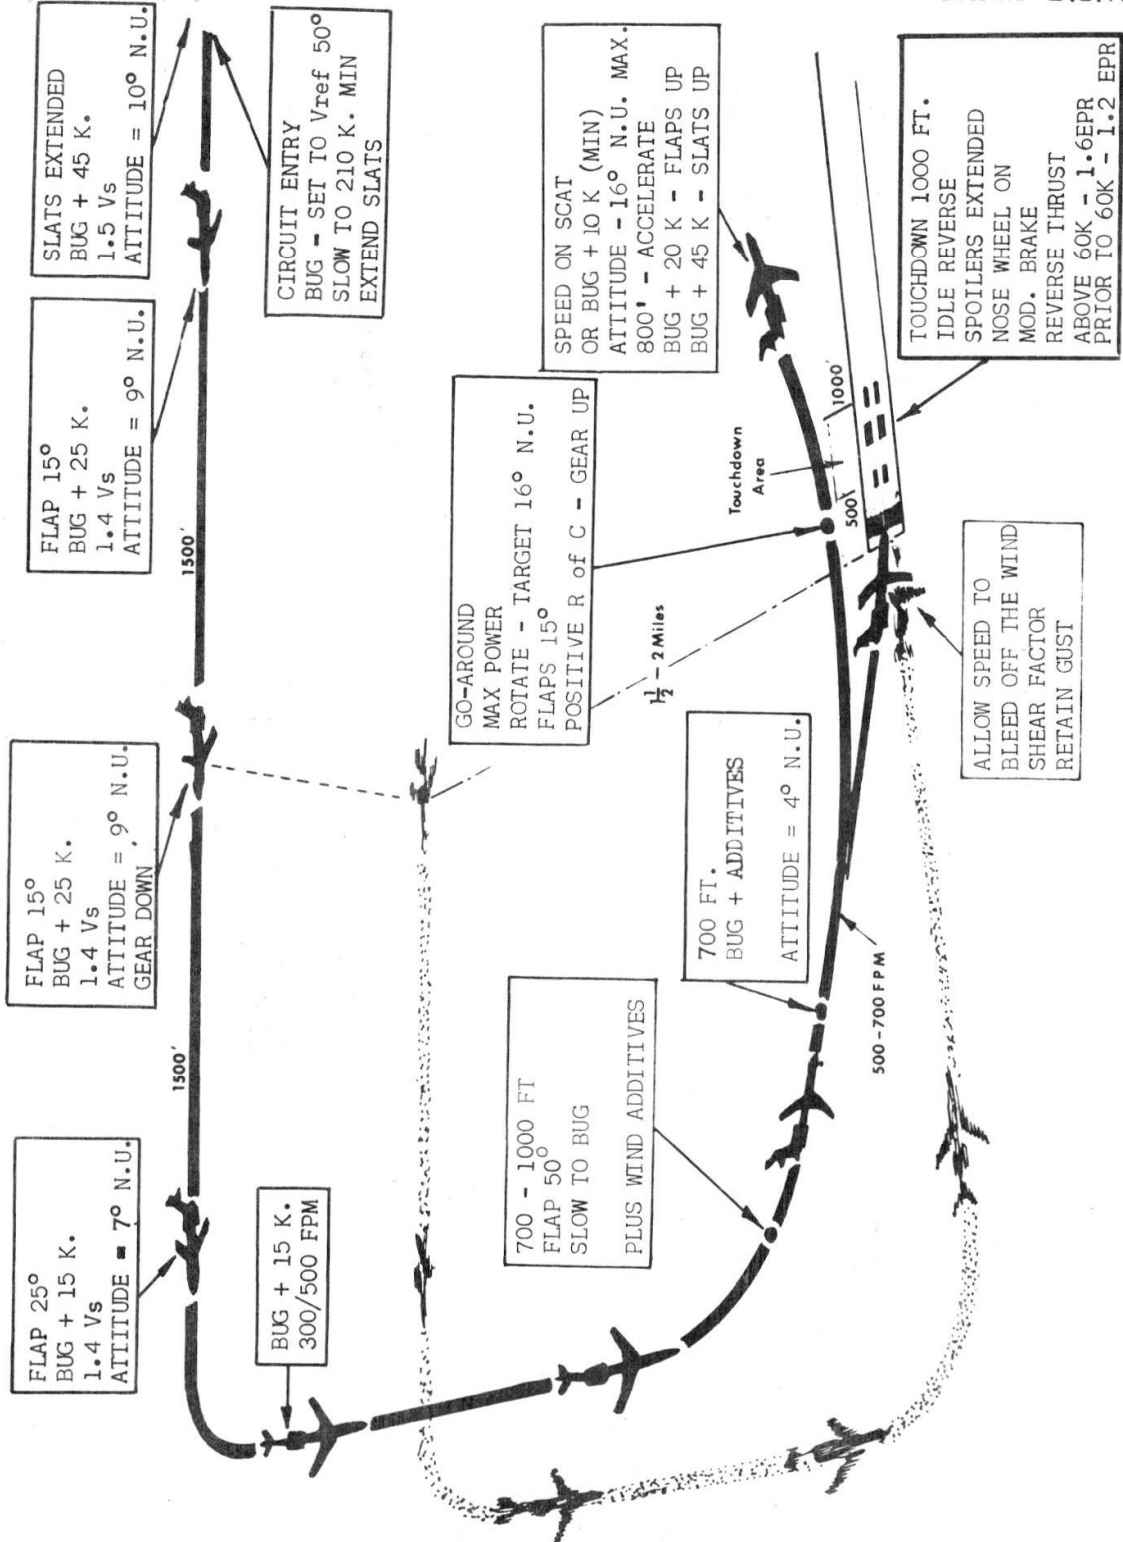 CIRCUIT ENTRY
BUG - SET TO Vref 50°
SLOW TO 210 K. MIN
EXTEND SLATS
SLATS EXTENDED
BUG + 45 K.
1.5 Vs
ATTITUDE = 10° N.U.
FLAP 15°
BUG + 25 K.
1.4 Vs
ATTITUDE = 9° N.U.
1500'
FLAP 15°
BUG + 25 K.
1.4 Vs
ATTITUDE = 9° N.U.
GEAR DOWN
1500'
FLAP 25°
BUG + 15 K.
1.4 Vs
ATTITUDE = 7° N.U.
BUG + 15 K.
300/500 FPM
700 - 1000 FT
FLAP 50°
SLOW TO BUG
PLUS WIND ADDITIVES
700 FT.
BUG + ADDITIVES
ATTITUDE = 4° N.U.
500-700 FPM
1½ - 2 Miles
GO-AROUND
MAX POWER
ROTATE - TARGET 16° N.U.
FLAPS 15°
POSITIVE R of C - GEAR UP
SPEED ON SCAT
OR BUG + 10 K (MIN)
ATTITUDE -16° N.U. MAX.
800' - ACCELERATE
BUG + 20 K - FLAPS UP
BUG + 45 K - SLATS UP
Touchdown
Area
500'
1000'
ALLOW SPEED TO
BLEED OFF THE WIND
SHEAR FACTOR
RETAIN GUST
TOUCHDOWN 1000 FT.
IDLE REVERSE
SPOILERS EXTENDED
NOSE WHEEL ON
MOD. BRAKE
REVERSE THRUST
ABOVE 60K - 1.6EPR
PRIOR TO 60K - 1.2 EPR